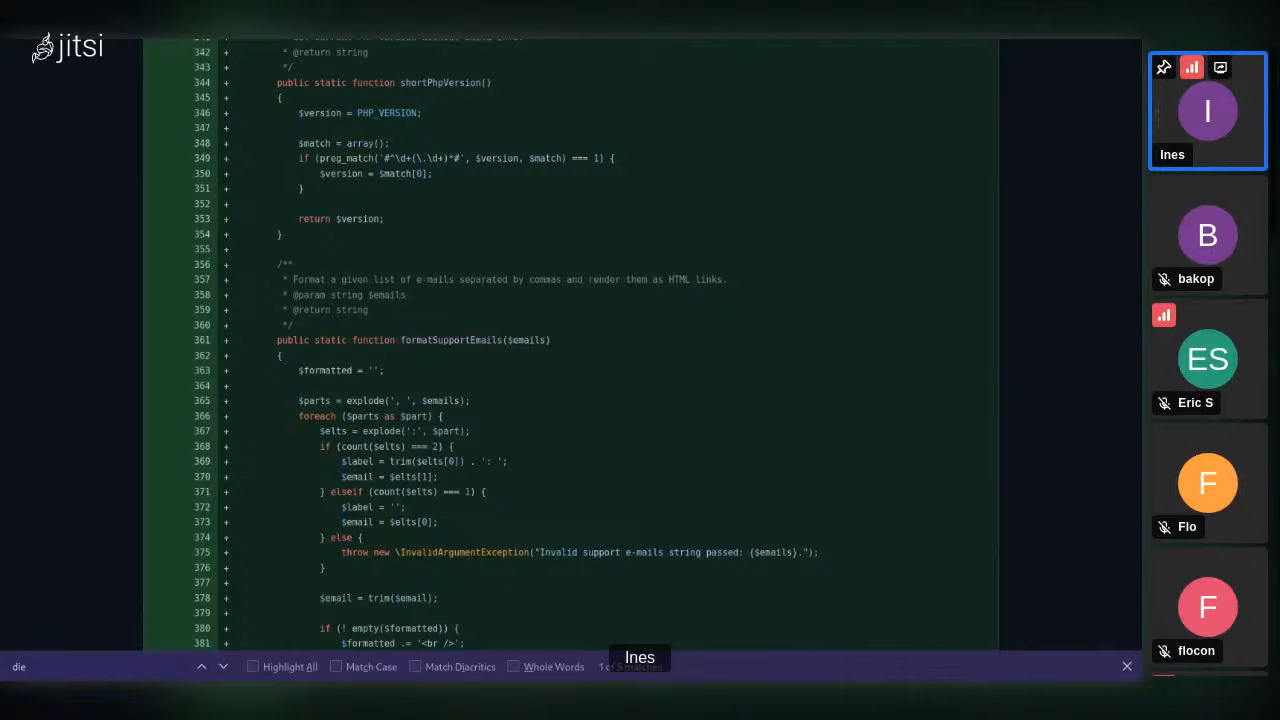 jitsi
342 + * @return string
343 + */
344 + public static function shortPhpVersion()
345 + {
346 + $version = PHP_VERSION;
347 +
348 + $match = array();
349 + if (preg_match('#^\d+(\.\d+)*#', $version, $match) === 1) {
350 + $version = $match[0];
351 + }
352 +
353 + return $version;
354 + }
355 +
356 + /**
357 + * Format a given list of e-mails separated by commas and render them as HTML links.
358 + * @param string $emails
359 + * @return string
360 + */
361 + public static function formatSupportEmails($emails)
362 + {
363 + $formatted = '';
364 +
365 + $parts = explode(', ', $emails);
366 + foreach ($parts as $part) {
367 + $elts = explode(':', $part);
368 + if (count($elts) === 2) {
369 + $label = trim($elts[0]) . ': ';
370 + $email = $elts[1];
371 + } elseif (count($elts) === 1) {
372 + $label = '';
373 + $email = $elts[0];
374 + } else {
375 + throw new \InvalidArgumentException("Invalid support e-mails string passed: {$emails}.");
376 + }
377 +
378 + $email = trim($email);
379 +
380 + if (! empty($formatted)) {
381 + $formatted .= '<br />';
die
Highlight All
Match Case
Match Diacritics
Whole Words
Ines
I
Ines
B
bakop
ES
Eric S
F
Flo
F
flocon